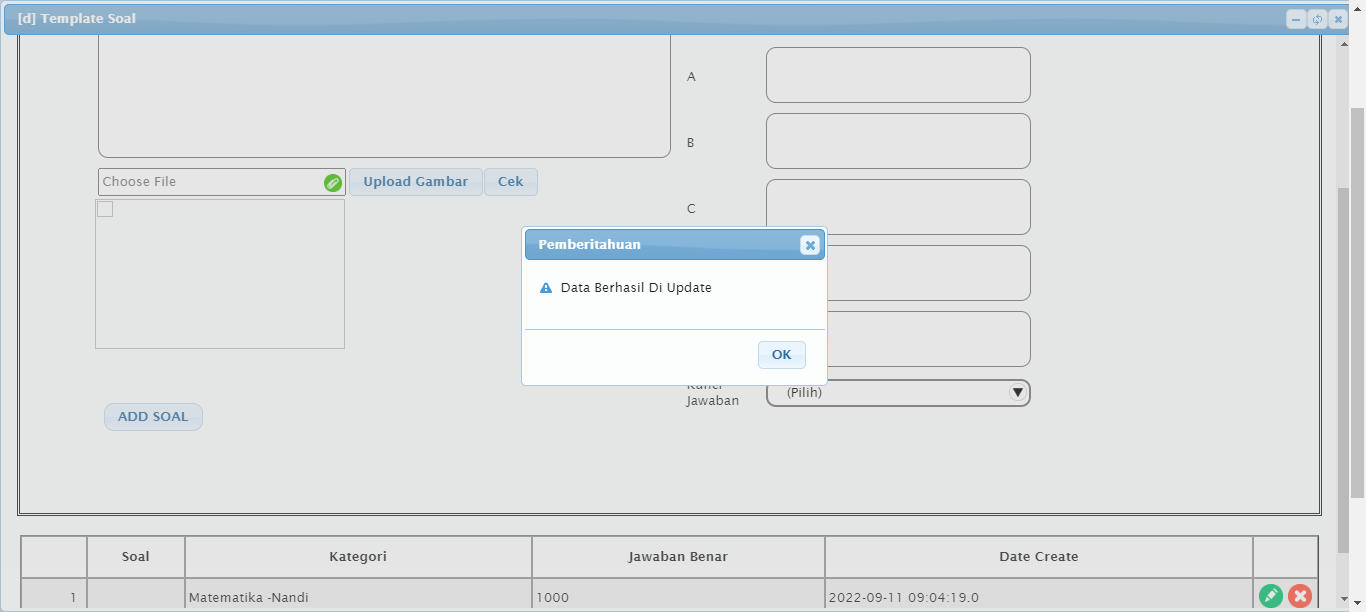 [d] Template Soal
A
B
C
Choose File
Upload Gambar
Cek
Pemberitahuan
Data Berhasil Di Update
OK
Jawaban
(Pilih)
ADD SOAL
Soal
Kategori
Jawaban Benar
Date Create
1
Matematika -Nandi
1000
2022-09-11 09:04:19.0